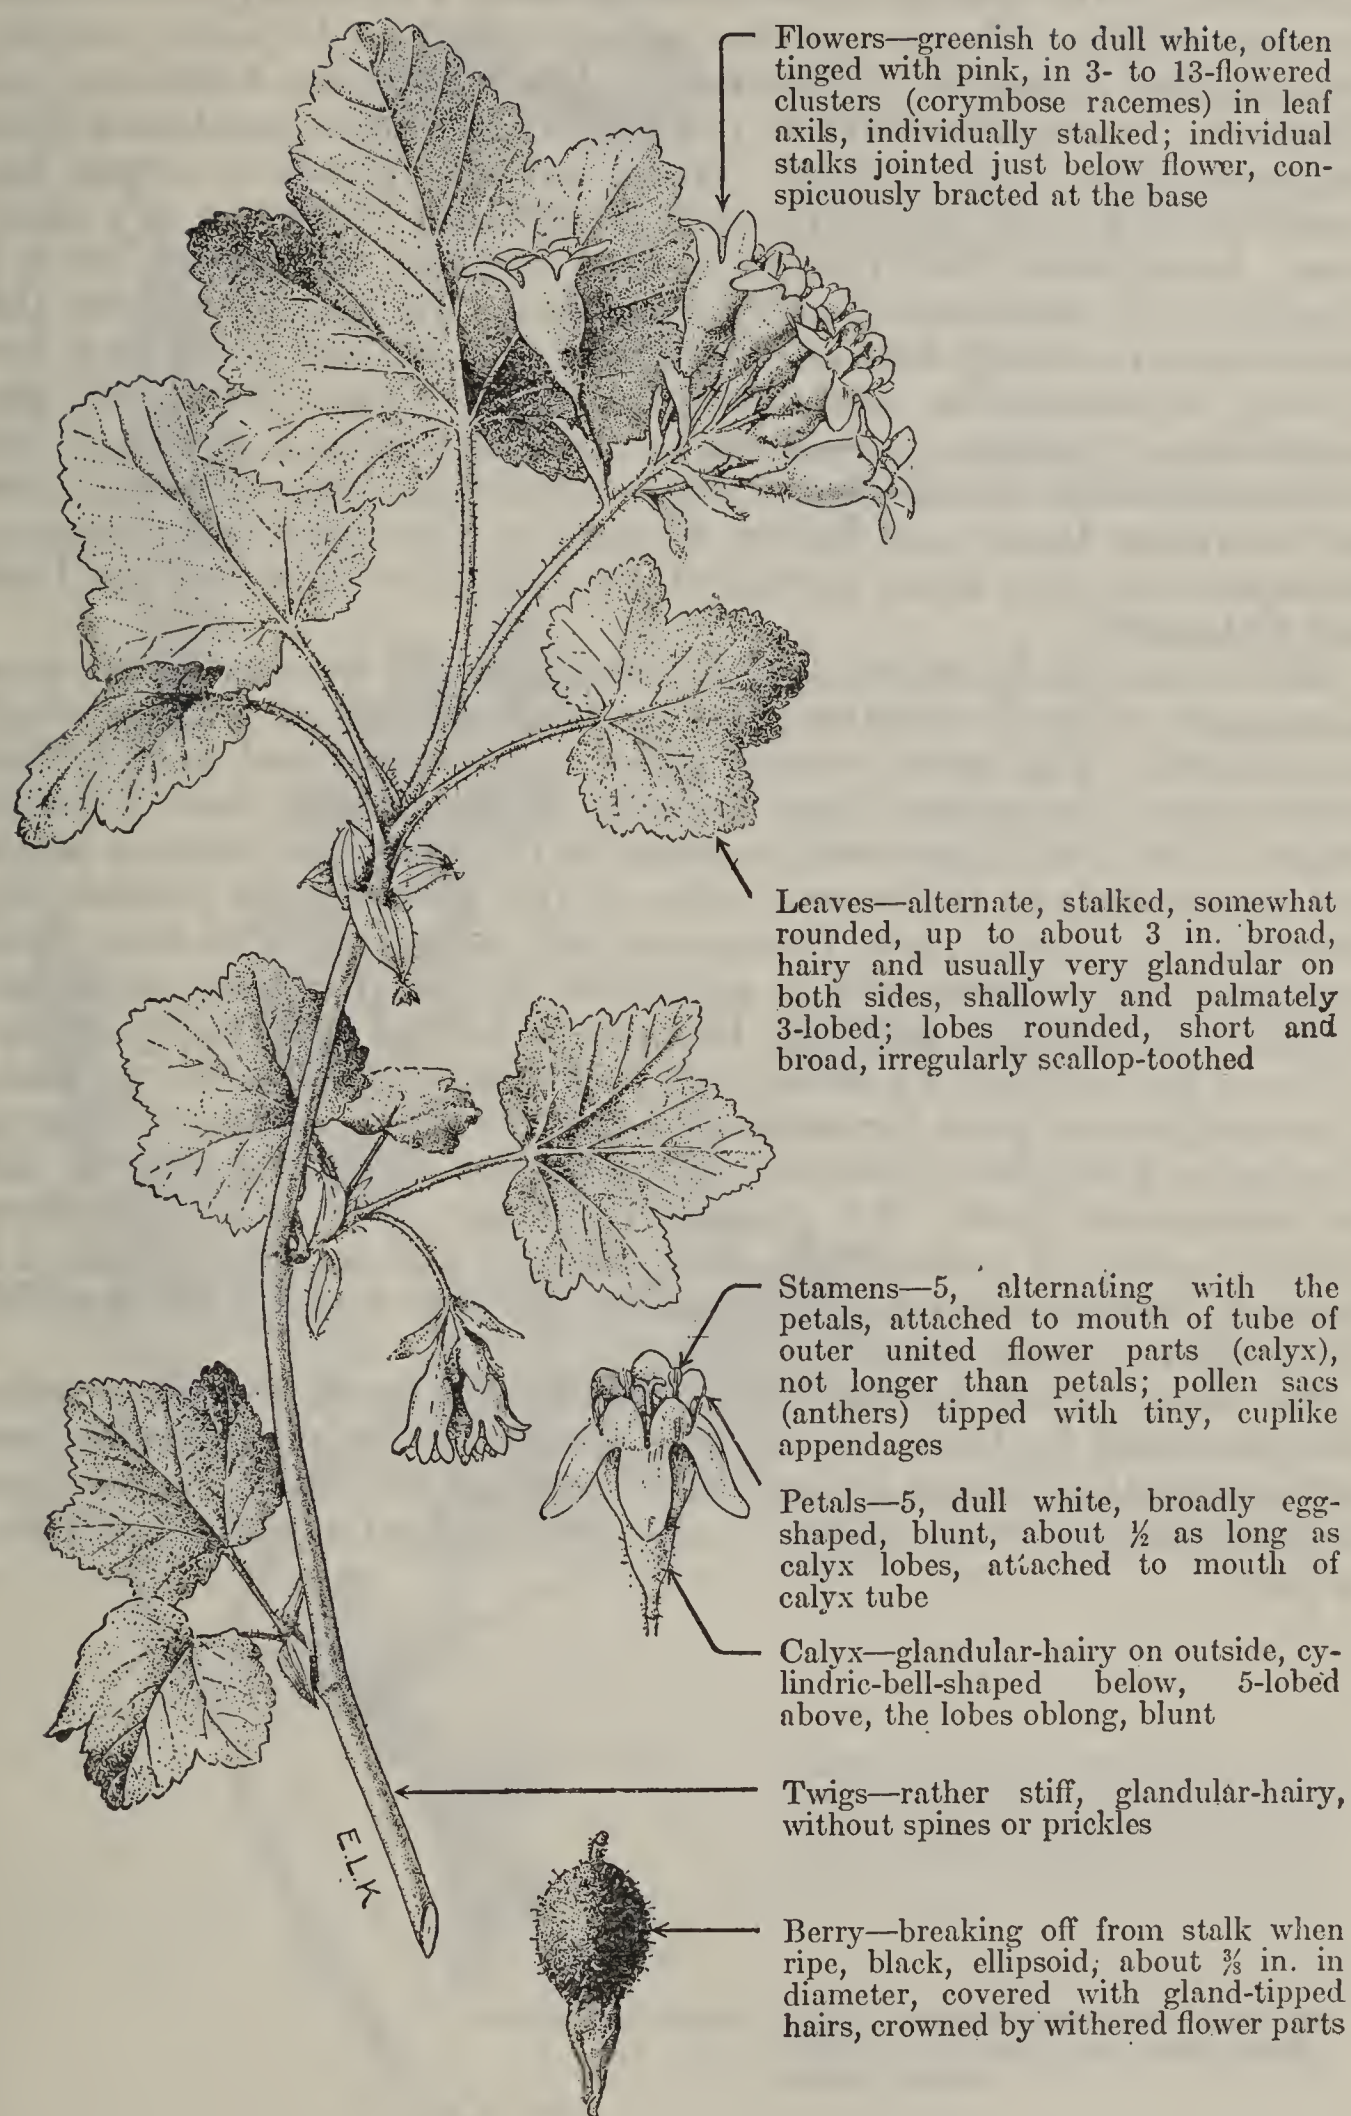 Flowers—greenish to dull white, often
tinged with pink, in 3- to 13-flowered
clusters (corymbose racemes) in leaf
axils, individually stalked; individual
stalks jointed just below flower, con-
spicuously bracted at the base
Leaves—alternate, stalked, somewhat
rounded, up to about 3 in. broad,
hairy and usually very glandular on
both sides, shallowly and palmately
3-lobed; lobes rounded, short and
broad, irregularly scallop-toothed
Stamens—5, alternating with the
petals, attached to mouth of tube of
outer united flower parts (calyx),
not longer than petals; pollen sacs
(anthers) tipped with tiny, cuplike
appendages
Petals—5, dull white, broadly egg-
shaped, blunt, about ½ as long as
calyx lobes, attached to mouth of
calyx tube
Calyx—glandular-hairy on outside, cy-
lindric-bell-shaped below, 5-lobed
above, the lobes oblong, blunt
Twigs—rather stiff, glandular-hairy,
without spines or prickles
E.L.K
Berry—breaking off from stalk when
ripe, black, ellipsoid, about ⅜ in. in
diameter, covered with gland-tipped
hairs, crowned by withered flower parts